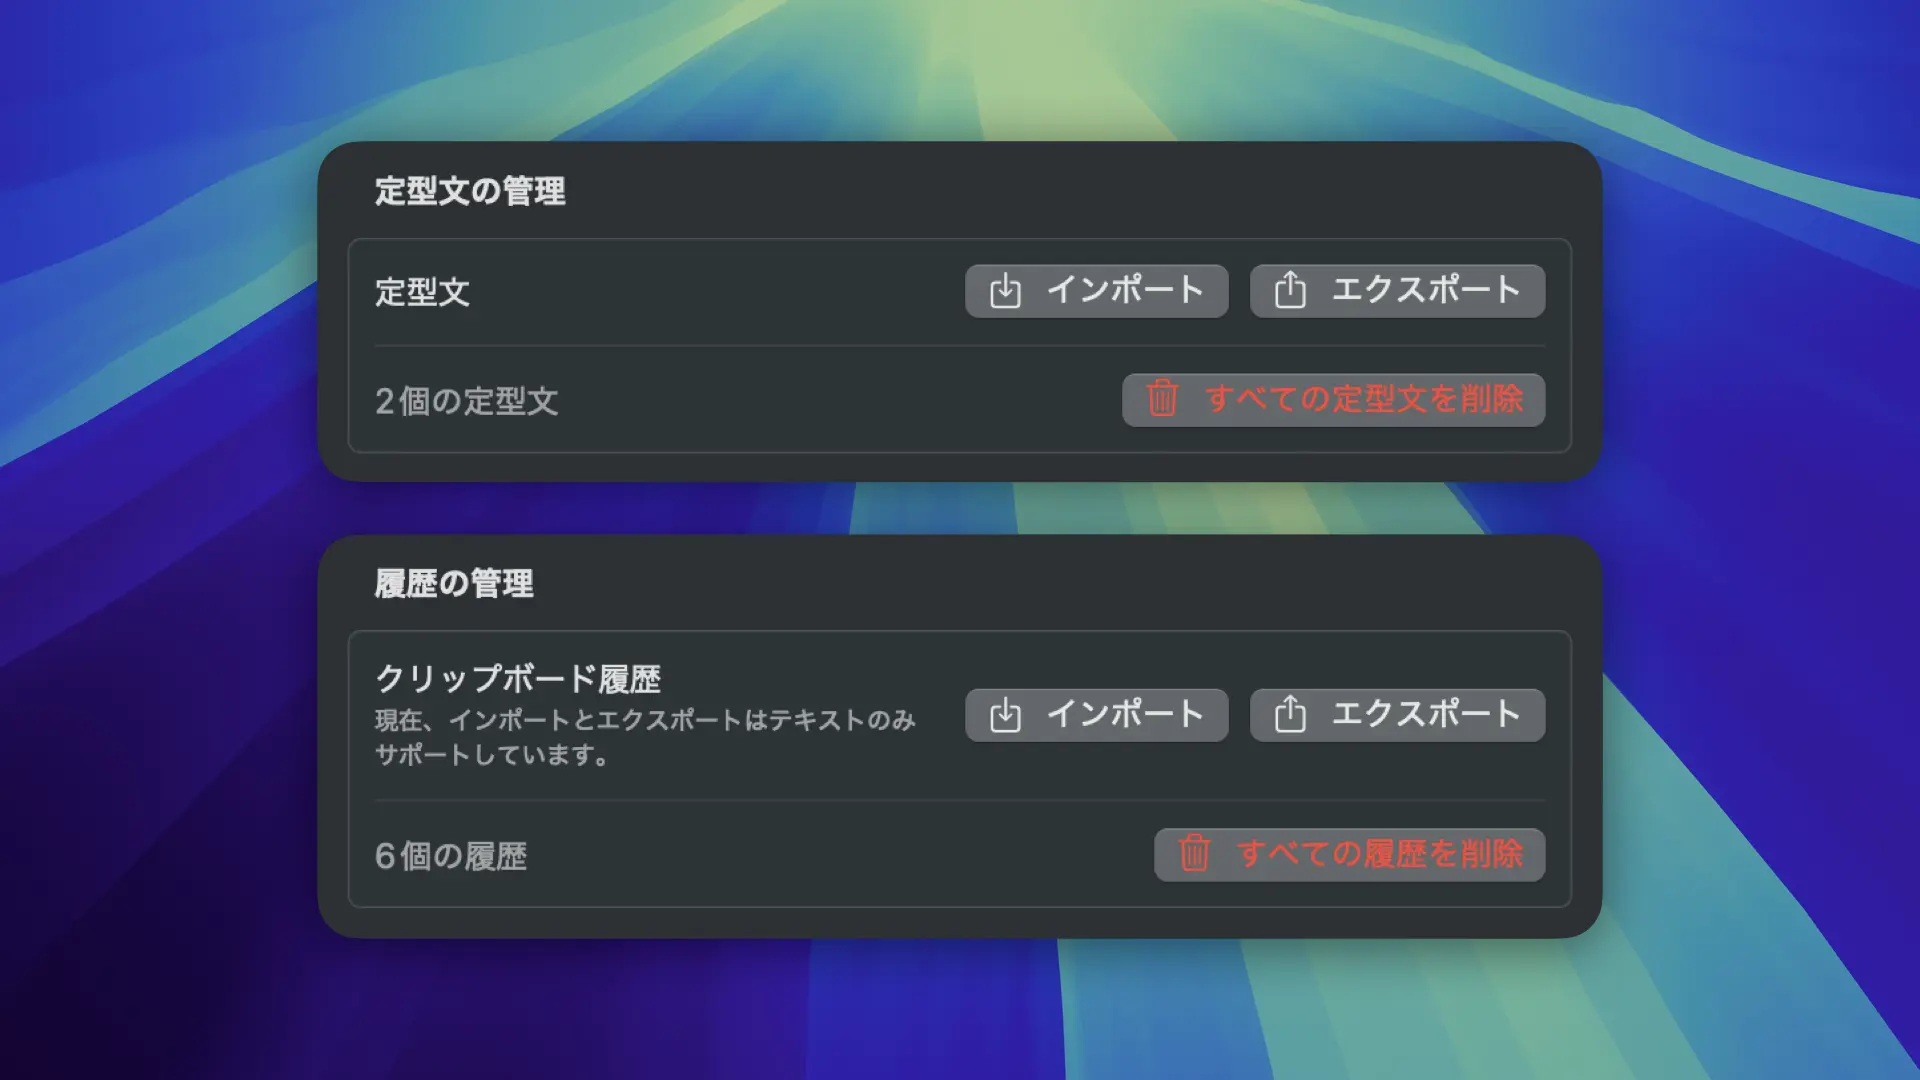 定型文の管理
定型文
インポート
エクスポート
2個の定型文
すべての定型文を削除
履歴の管理
クリップボード履歴
現在、インポートとエクスポートはテキストのみ
サポートしています。
インポート
エクスポート
6個の履歴
すべての履歴を削除